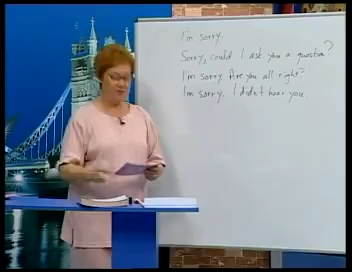 I'm sorry.
Sorry, could I ask you a question?
I'm sorry. Are you all right?
I'm sorry. I didn't hear you.